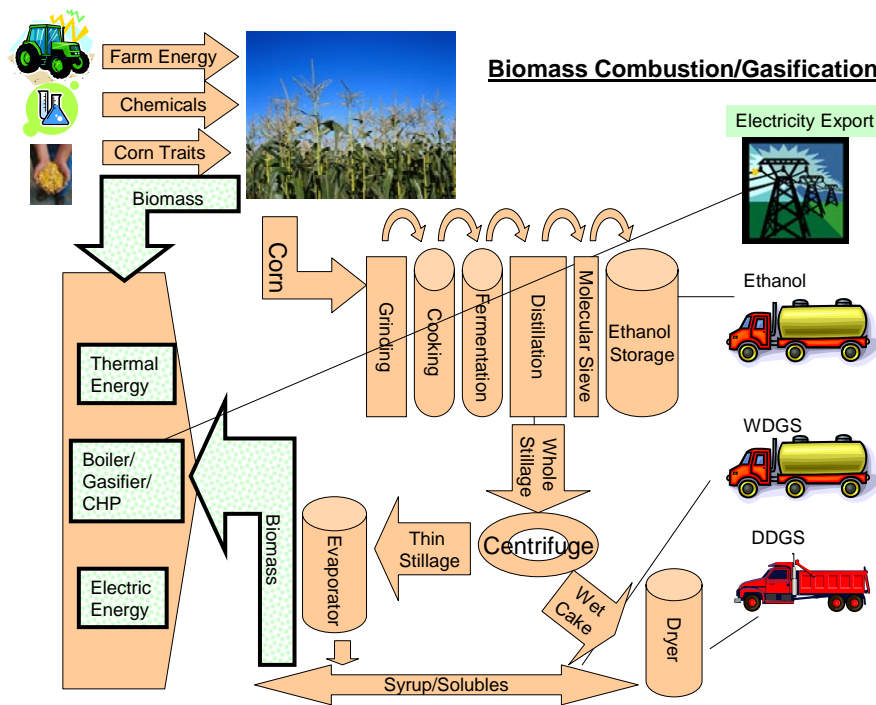 Biomass Combustion/Gasification
Farm Energy
Chemicals
Corn Traits
Electricity Export
Biomass
Corn
Grinding
Cooking
Fermentation
Distillation
Molecular Sieve
Ethanol
Storage
Ethanol
Thermal
Energy
Boiler/
Gasifier/
CHP
Electric
Energy
Biomass
Whole
Stillage
WDGS
Centrifuge
Thin
Stillage
Evaporator
Wet
Cake
DDGS
Dryer
Syrup/Solubles